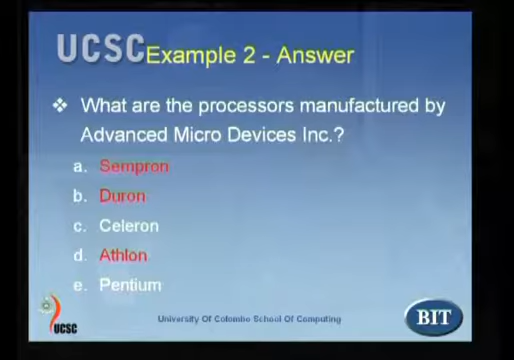 UCSC Example 2 - Answer
❖ What are the processors manufactured by
Advanced Micro Devices Inc.?
a. Sempron
b. Duron
c. Celeron
d. Athlon
e. Pentium
UCSC
University Of Colombo School Of Computing
BIT